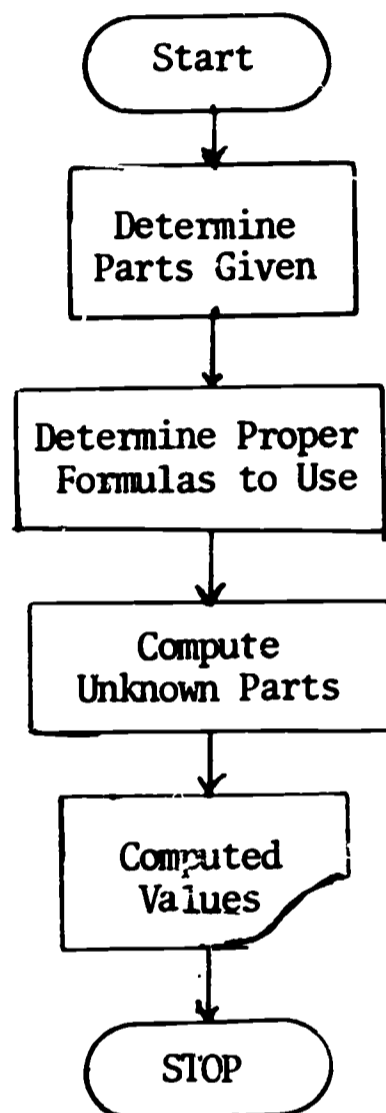 Start
Determine
Parts Given
Determine Proper
Formulas to Use
Compute
Unknown Parts
Computed
Values
STOP